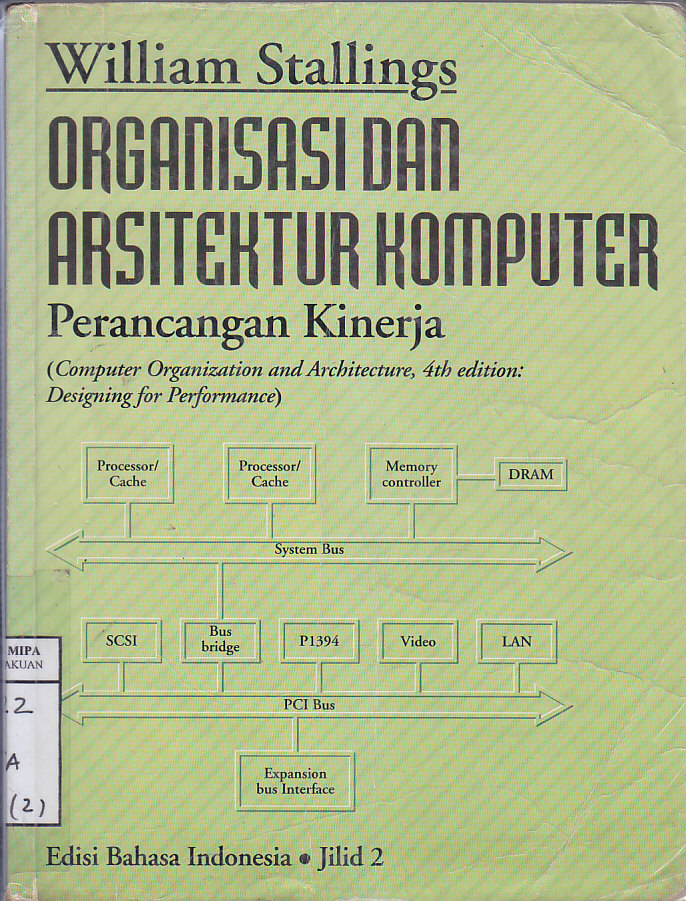 William Stallings
ORGANISASI DAN
ARSITEKTUR KOMPUTER
Perancangan Kinerja
(Computer Organization and Architecture, 4th edition:
Designing for Performance)
Processor/
Cache
Processor/
Cache
Memory
controller
DRAM
System Bus
SCSI
Bus
bridge
P1394
Video
LAN
PCI Bus
Expansion
bus Interface
MIPA
AKUAN
.2
A
(2)
Edisi Bahasa Indonesia • Jilid 2